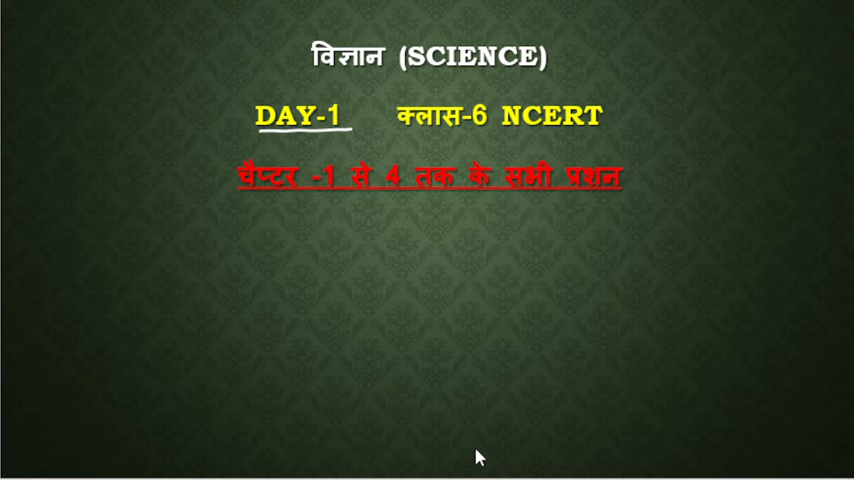 विज्ञान (SCIENCE)
DAY-1 क्लास-6 NCERT
चैप्टर -1 से 4 तक के सभी प्रशन